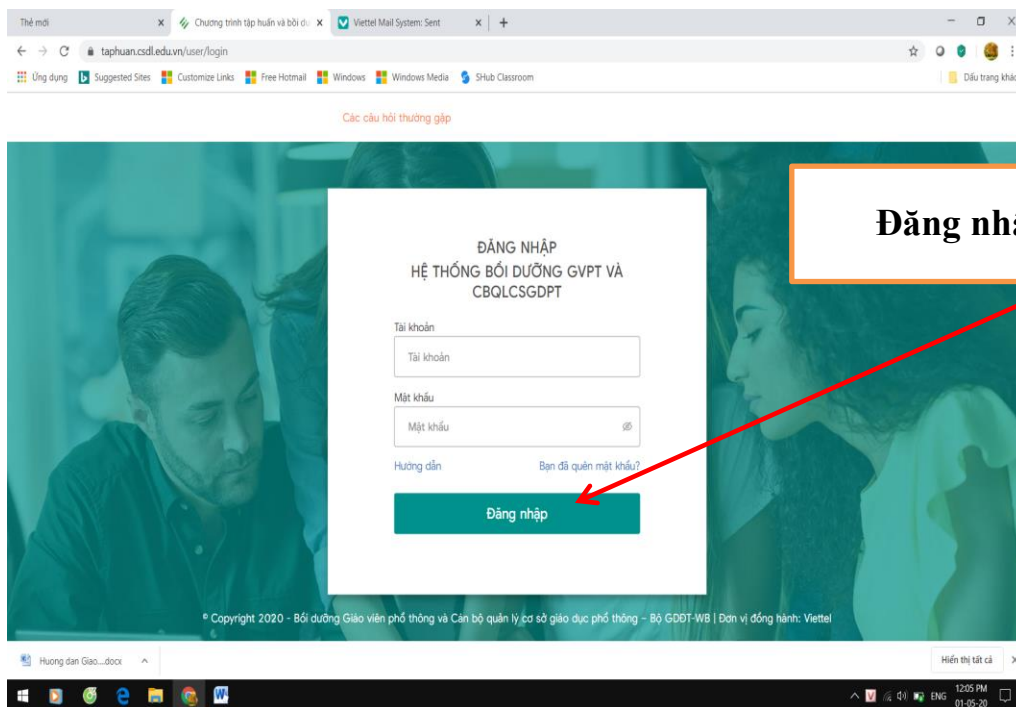 Thẻ mới
Chương trình tập huấn và bồi dư
Viettel Mail System: Sent
taphuan.csdl.edu.vn/user/login
Ứng dụng Suggested Sites Customize Links Free Hotmail Windows Windows Media SHub Classroom Dấu trang khác
Các câu hỏi thường gặp
Đăng nhậ
ĐĂNG NHẬP
HỆ THỐNG BỒI DƯỠNG GVPT VÀ
CBQLCSGDPT
Tài khoản
Tài khoản
Mật khẩu
Mật khẩu
Hướng dẫn Bạn đã quên mật khẩu?
Đăng nhập
© Copyright 2020 - Bồi dưỡng Giáo viên phổ thông và Cán bộ quản lý cơ sở giáo dục phổ thông - Bộ GDĐT-WB | Đơn vị đồng hành: Viettel
Huong dan Giao....docx Hiển thị tất cả
ENG 12:05 PM
01-05-20